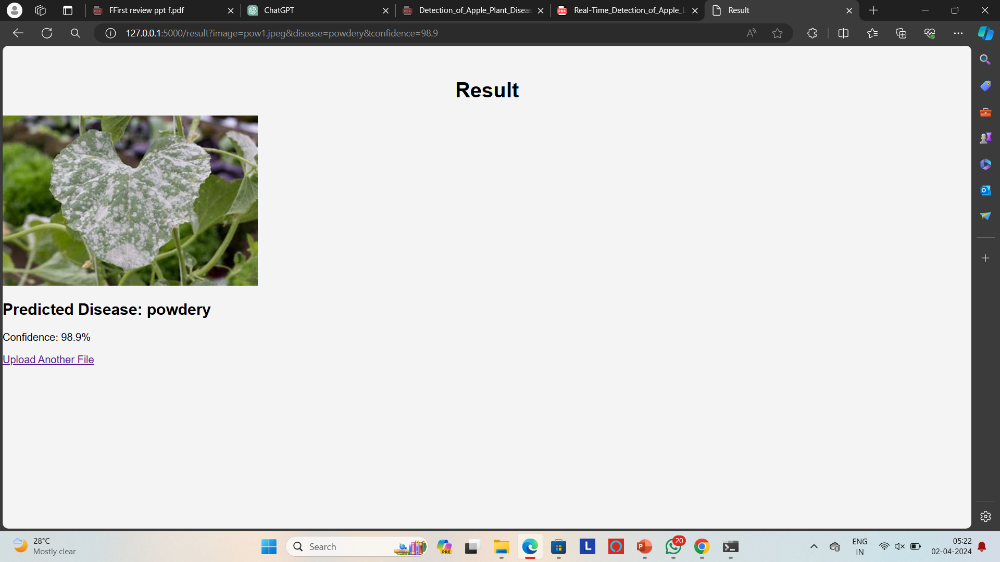 FFirst review ppt f.pdf
ChatGPT
Detection_of_Apple_Plant_Diseas
Real-Time_Detection_of_Apple_L
Result
127.0.0.1:5000/result?image=pow1.jpeg&disease=powdery&confidence=98.9
Result
Predicted Disease: powdery
Confidence: 98.9%
Upload Another File
28°C
Mostly clear
Search
PRE
L
20
ENG
IN
05:22
02-04-2024